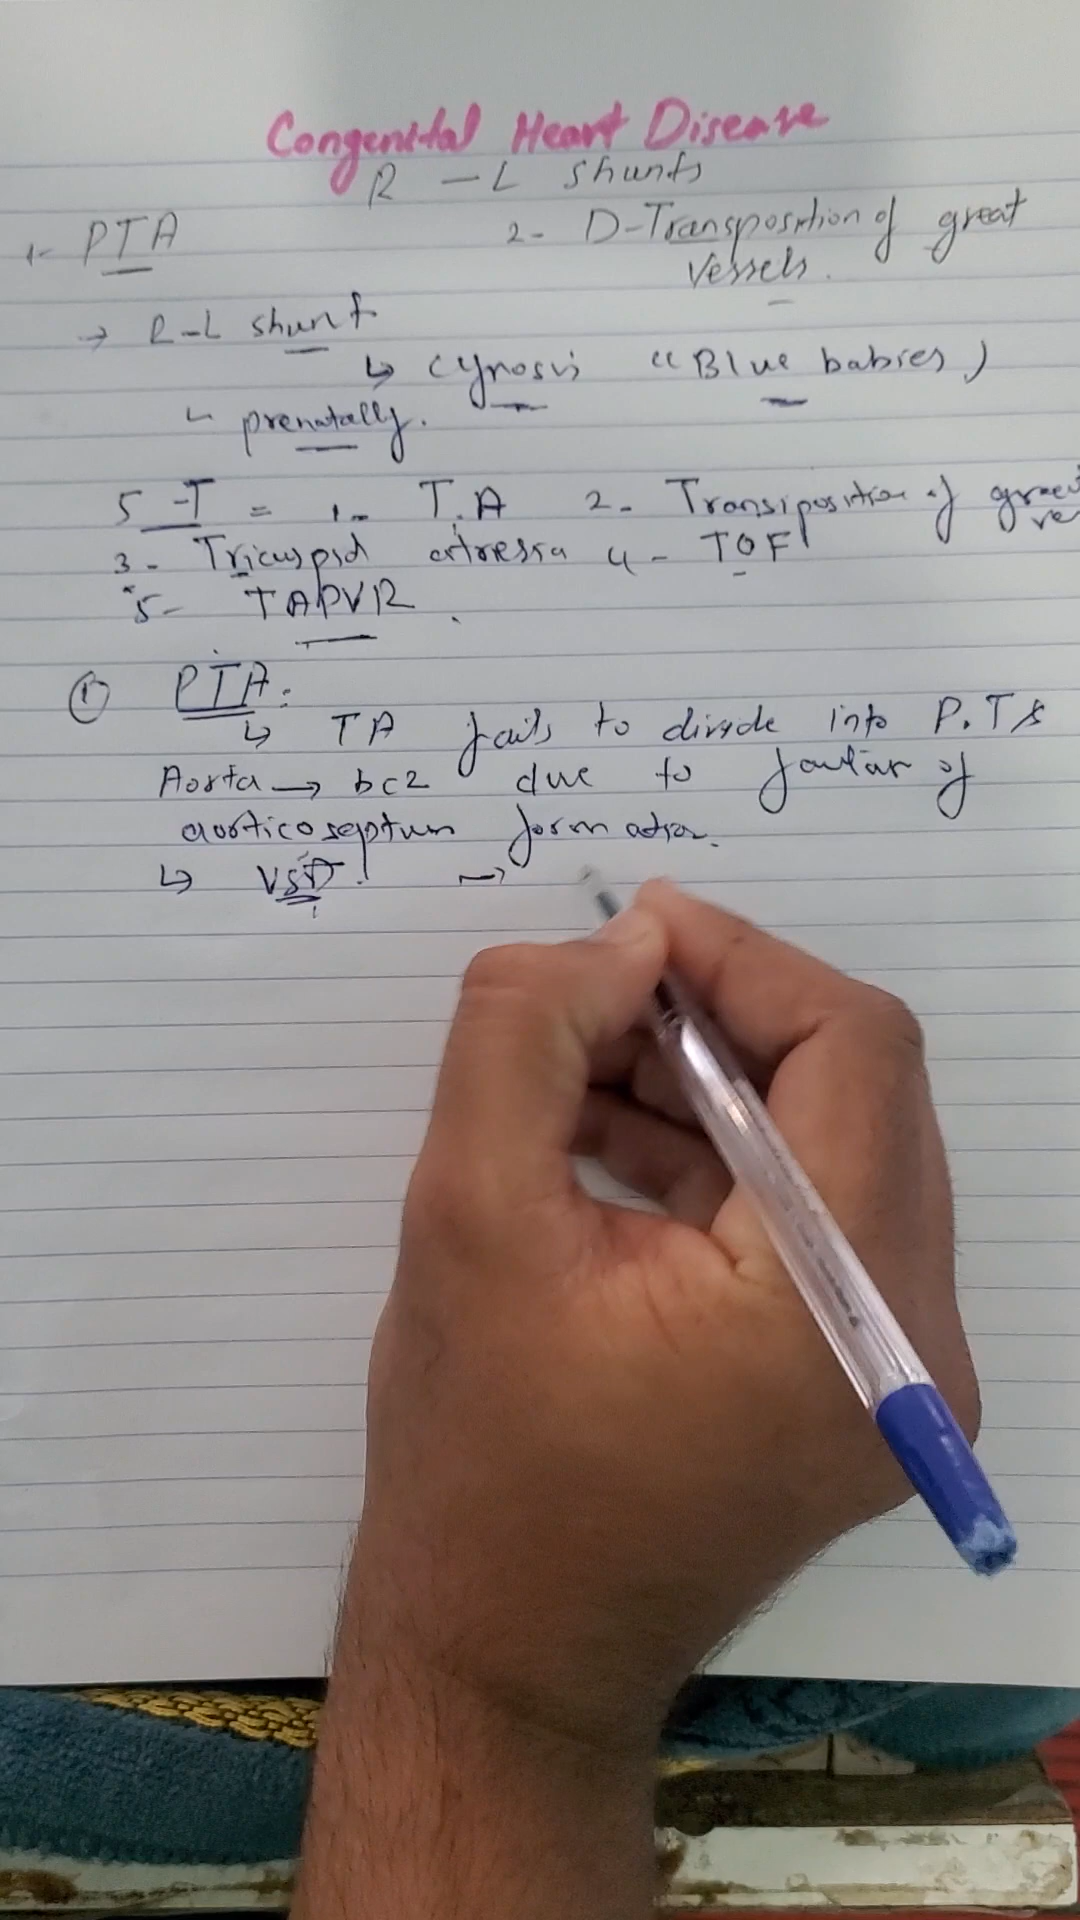 Congenital Heart Disease
R - L shunts
1- PTA
2- D-Transposition of great
Vessels.
→ R-L shunt
↳ Cynosis "Blue babies)
↳ prenatally.
5 -T = 1- T.A 2- Transiposition of great
3- Tricuspid artresia 4- TOF
5- TAPVR.
① PTA:
↳ TA fails to divide into P.T &
Aorta → bcz due to
of
aorticoseptum formation.
↳ VSD. →